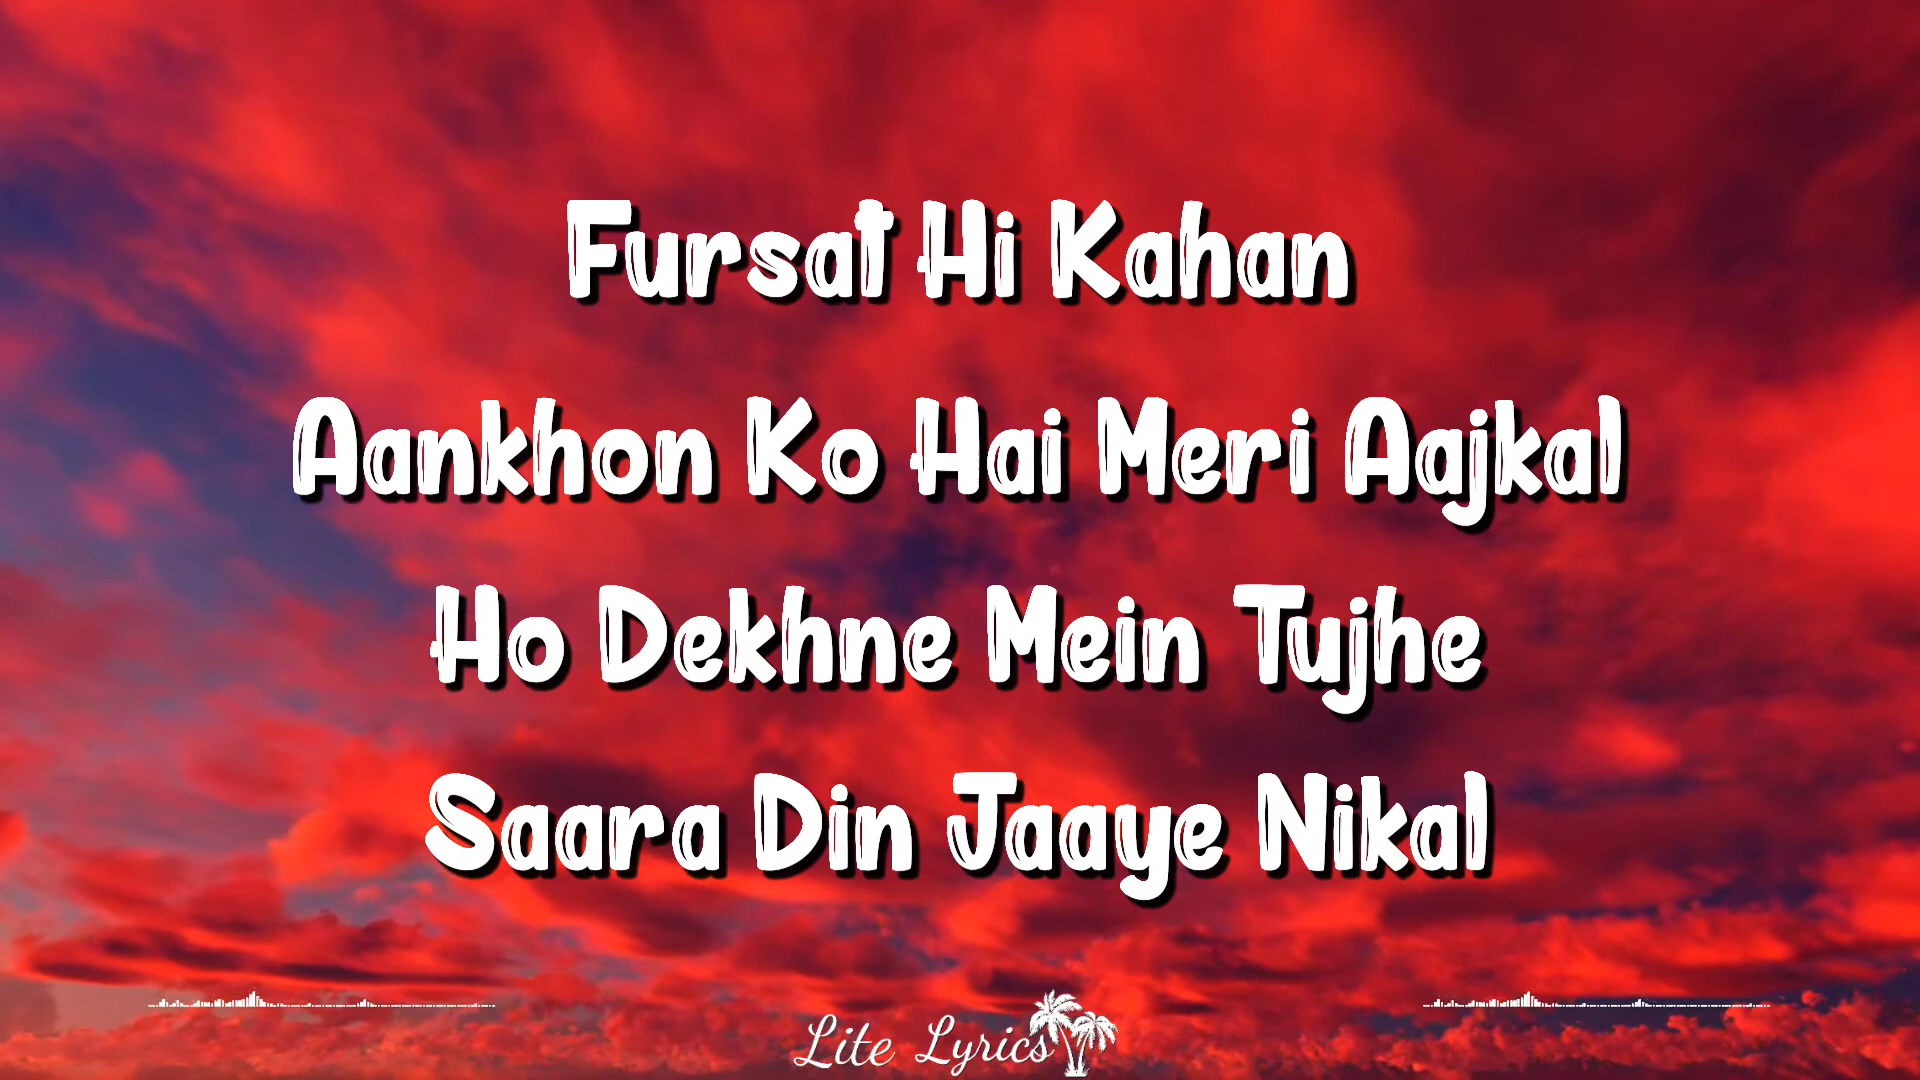 Fursat Hi Kahan
Aankhon Ko Hai Meri Aajkal
Ho Dekhne Mein Tujhe
Saara Din Jaaye Nikal
Lite Lyrics